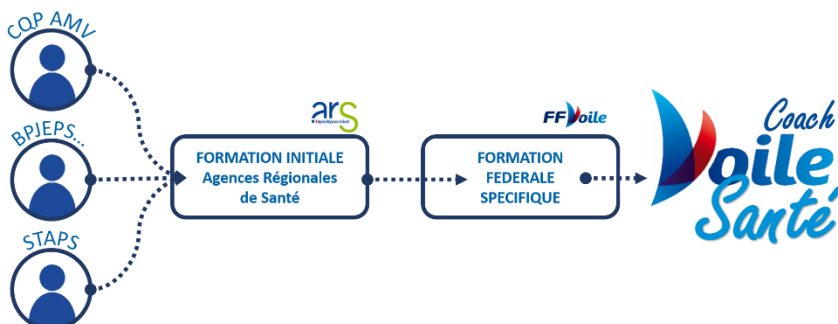 CQP AMV
BPJEPS...
STAPS
ars
FORMATION INITIALE
Agences Régionales
de Santé
FFVoile
FORMATION
FEDERALE
SPECIFIQUE
Coach
Voile
Santé